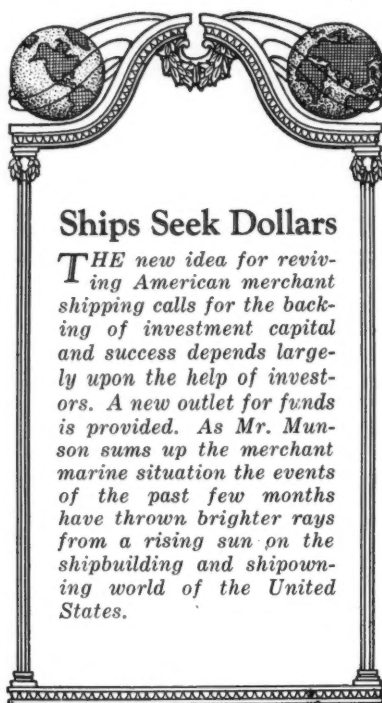 Ships Seek Dollars
THE new idea for reviv-
ing American merchant
shipping calls for the back-
ing of investment capital
and success depends large-
ly upon the help of invest-
ors. A new outlet for funds
is provided. As Mr. Mun-
son sums up the merchant
marine situation the events
of the past few months
have thrown brighter rays
from a rising sun on the
shipbuilding and shipown-
ing world of the United
States.